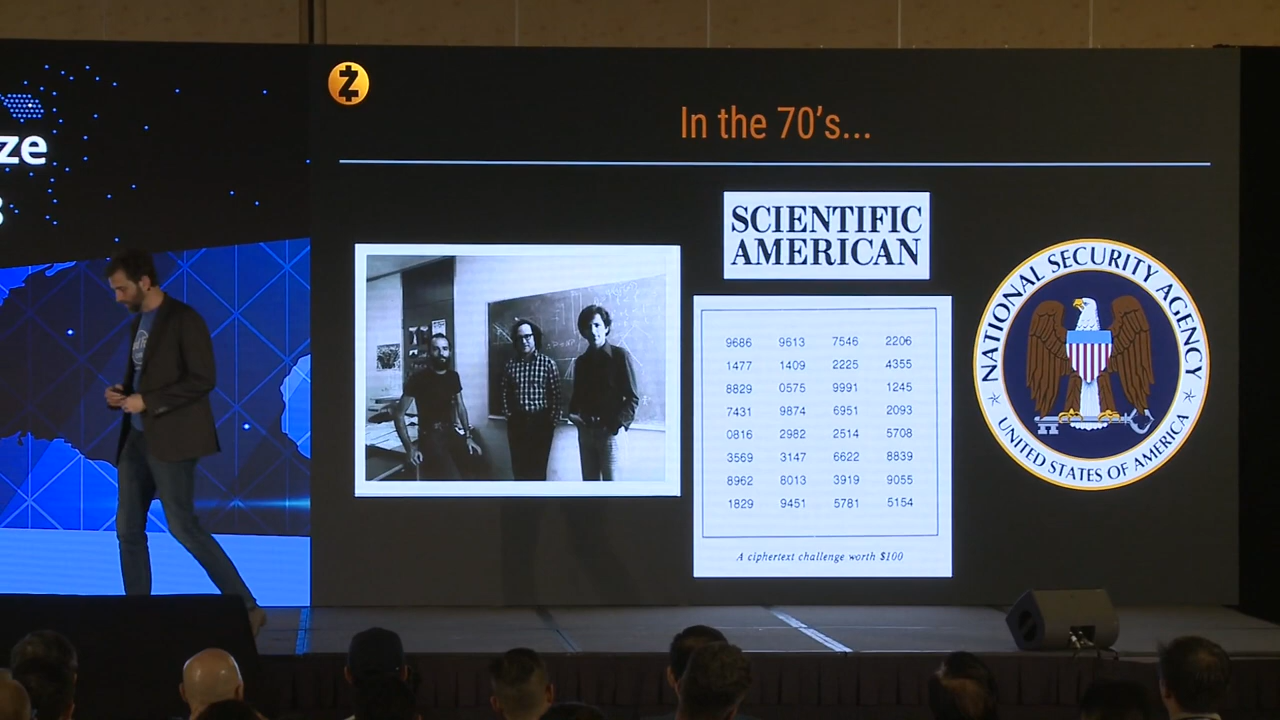 ze
In the 70's...
SCIENTIFIC
AMERICAN
9686 9613 7546 2206
1477 1409 2225 4355
8829 0575 9991 1245
7431 9874 6951 2093
0816 2982 2514 5708
3569 3147 6622 8839
8962 8013 3919 9055
1829 9451 5781 5154
A ciphertext challenge worth $100
NATIONAL SECURITY AGENCY
UNITED STATES OF AMERICA